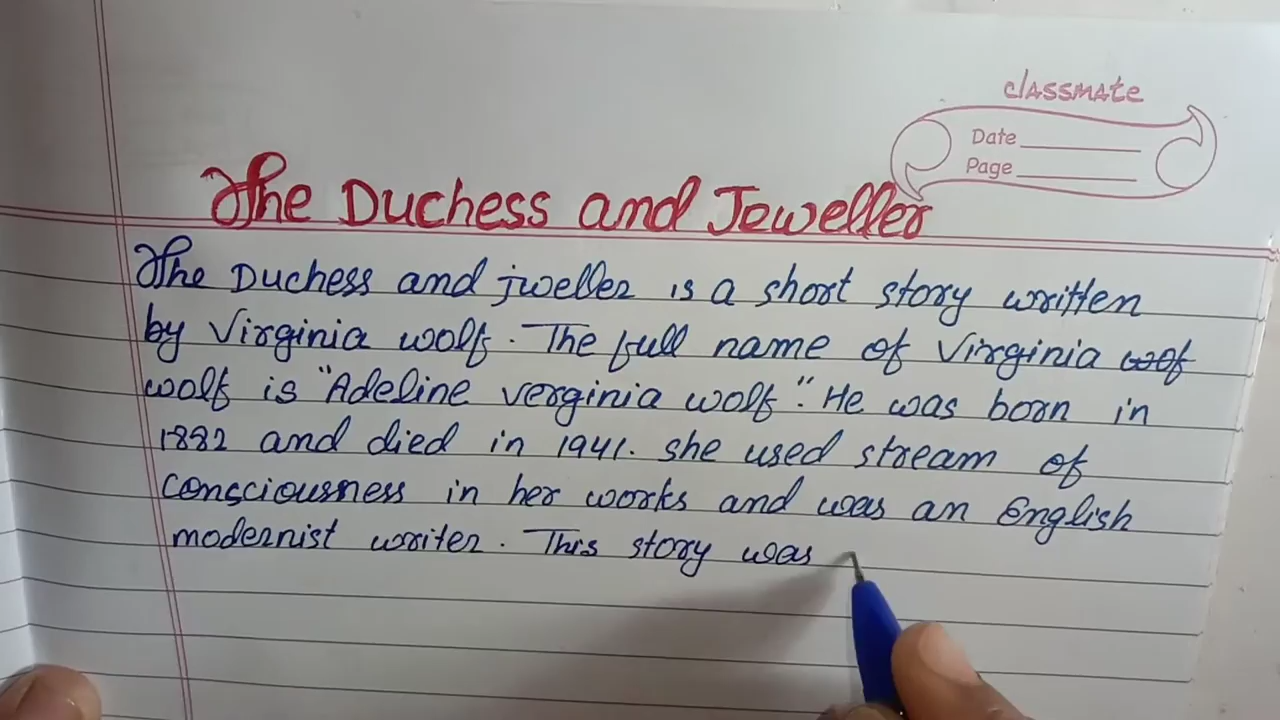 classmate
Date
Page
The Duchess and Jeweller
The Duchess and jweller is a short story written
by Virginia wolf. The full name of Virginia wof
wolf is "Adeline verginia wolf". He was born in
1882 and died in 1941. She used stream of
consciousness in her works and was an English
modernist writer. This story was